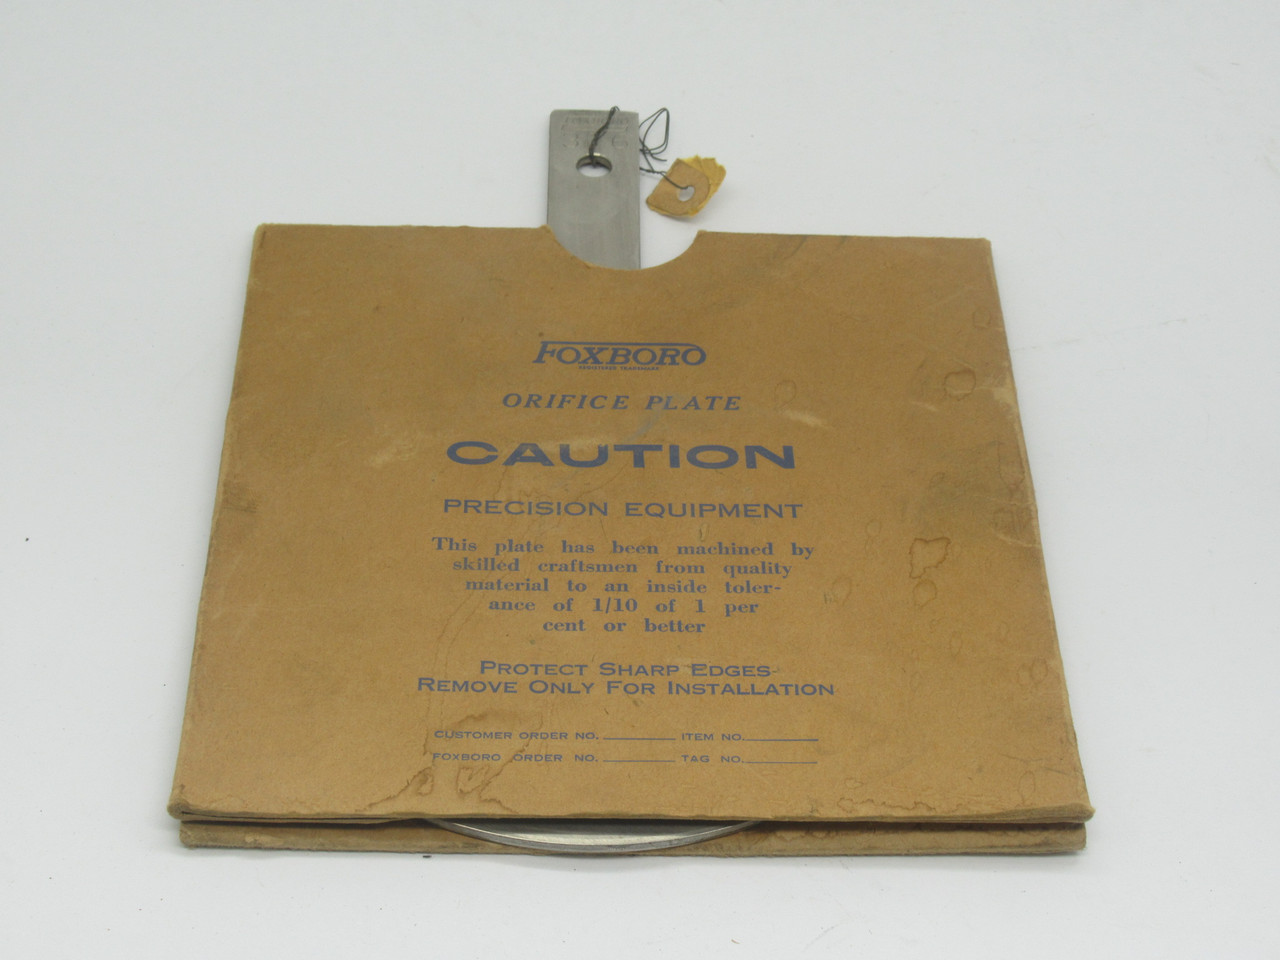 FOXBORO
REGISTERED TRADEMARK
ORIFICE PLATE
CAUTION
PRECISION EQUIPMENT
This plate has been machined by
skilled craftsmen from quality
material to an inside toler-
ance of 1/10 of 1 per
cent or better
PROTECT SHARP EDGES
REMOVE ONLY FOR INSTALLATION
CUSTOMER ORDER NO. ITEM NO.
FOXBORO ORDER NO. TAG NO.